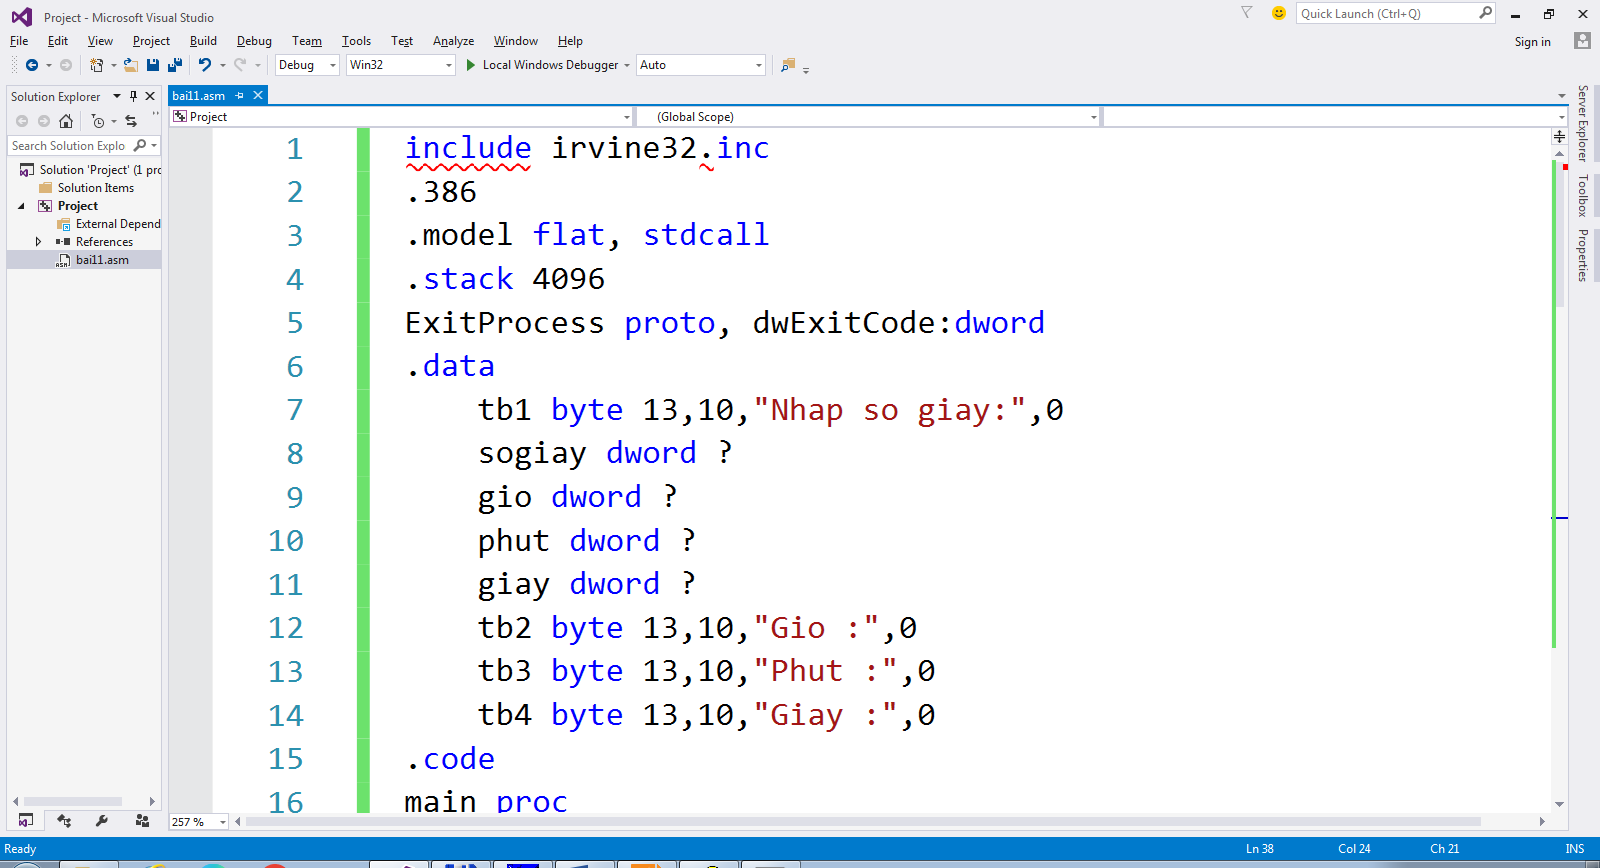 Project - Microsoft Visual Studio
Quick Launch (Ctrl+Q)
File Edit View Project Build Debug Team Tools Test Analyze Window Help
Sign in
Debug Win32 Local Windows Debugger Auto
Solution Explorer
bai11.asm
Project
(Global Scope)
Search Solution Explo
Solution 'Project' (1 pro
Solution Items
Project
External Depend
References
bai11.asm
1 include irvine32.inc
2 .386
3 .model flat, stdcall
4 .stack 4096
5 ExitProcess proto, dwExitCode:dword
6 .data
7 tb1 byte 13,10,"Nhap so giay:",0
8 sogiay dword ?
9 gio dword ?
10 phut dword ?
11 giay dword ?
12 tb2 byte 13,10,"Gio :",0
13 tb3 byte 13,10,"Phut :",0
14 tb4 byte 13,10,"Giay :",0
15 .code
16 main proc
Server Explorer
Toolbox
Properties
257 %
Ready Ln 38 Col 24 Ch 21 INS